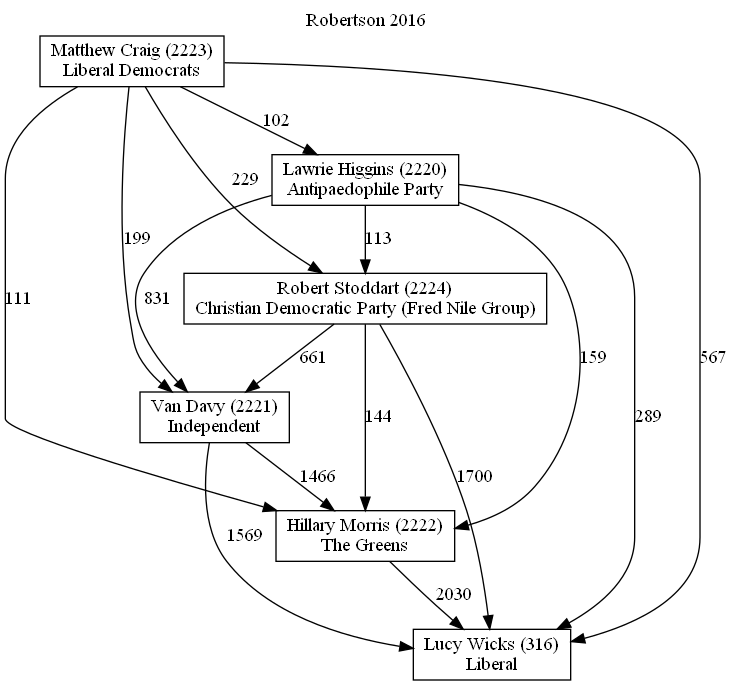 Robertson 2016
Matthew Craig (2223)
Liberal Democrats
102
Lawrie Higgins (2220)
Antipaedophile Party
229
199
113
Robert Stoddart (2224)
Christian Democratic Party (Fred Nile Group)
111
831
661
159
567
Van Davy (2221)
Independent
144
289
1466
1700
Hillary Morris (2222)
The Greens
1569
2030
Lucy Wicks (316)
Liberal